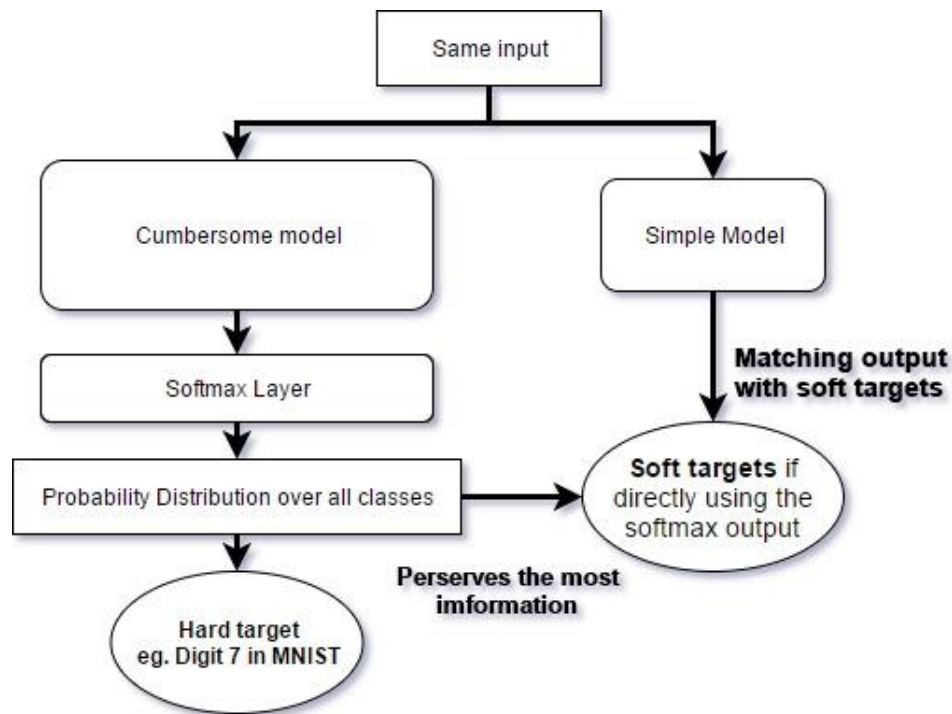 Same input
Cumbersome model
Simple Model
Softmax Layer
Matching output
with soft targets
Probability Distribution over all classes
Soft targets if
directly using the
softmax output
Perserves the most
imformation
Hard target
eg. Digit 7 in MNIST